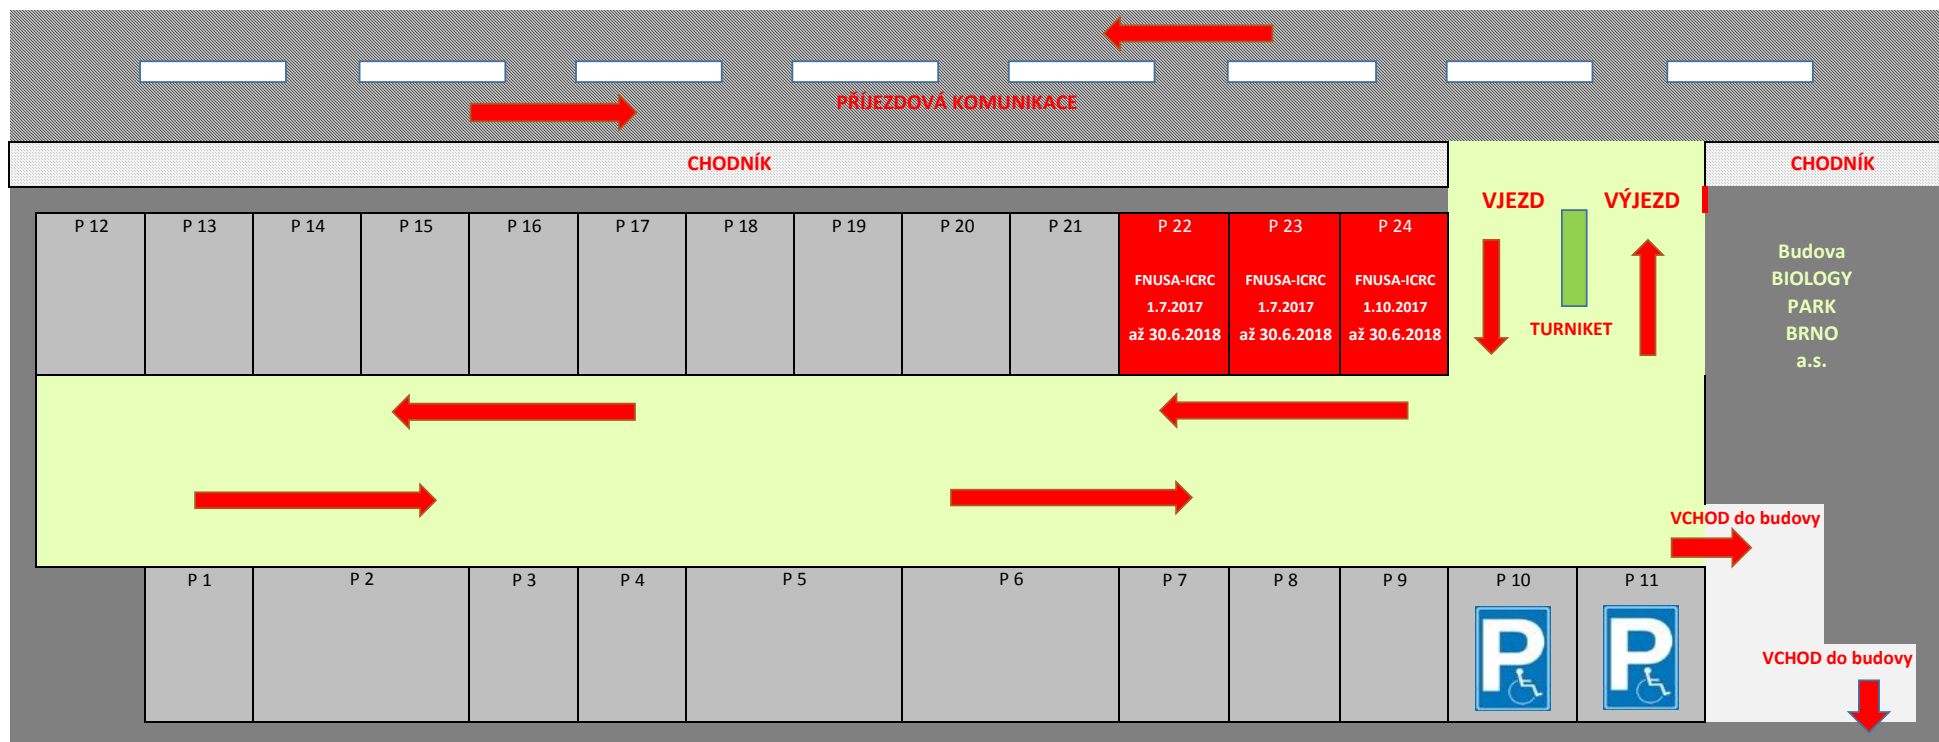 PŘÍJEZDOVÁ KOMUNIKACE
CHODNÍK
CHODNÍK
VJEZD
VÝJEZD
P 12
P 13
P 14
P 15
P 16
P 17
P 18
P 19
P 20
P 21
P 22
FNUSA-ICRC
1.7.2017
až 30.6.2018
P 23
FNUSA-ICRC
1.7.2017
až 30.6.2018
P 24
FNUSA-ICRC
1.10.2017
až 30.6.2018
TURNIKET
Budova
BIOLOGY
PARK
BRNO
a.s.
VCHOD do budovy
P 1
P 2
P 3
P 4
P 5
P 6
P 7
P 8
P 9
P 10
P
P 11
P
VCHOD do budovy